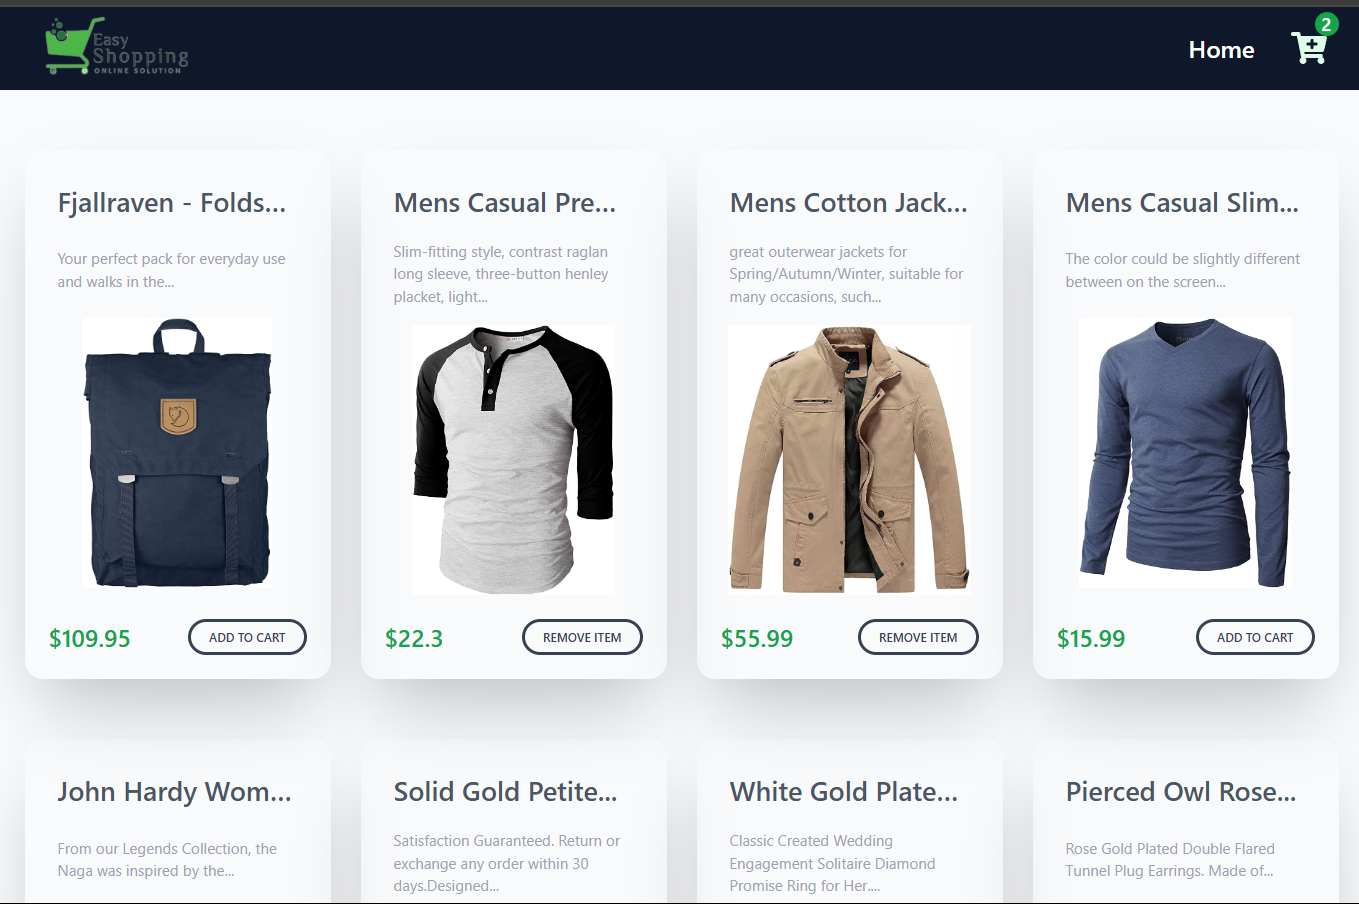 Easy
Shopping
ONLINE SOLUTION
Home
2
Fjallraven - Folds...
Your perfect pack for everyday use
and walks in the...
$109.95
ADD TO CART
Mens Casual Pre...
Slim-fitting style, contrast raglan
long sleeve, three-button henley
placket, light...
$22.3
REMOVE ITEM
Mens Cotton Jack...
great outerwear jackets for
Spring/Autumn/Winter, suitable for
many occasions, such...
$55.99
REMOVE ITEM
Mens Casual Slim...
The color could be slightly different
between on the screen...
$15.99
ADD TO CART
John Hardy Wom...
From our Legends Collection, the
Naga was inspired by the...
Solid Gold Petite...
Satisfaction Guaranteed. Return or
exchange any order within 30
days.Designed...
White Gold Plate...
Classic Created Wedding
Engagement Solitaire Diamond
Promise Ring for Her....
Pierced Owl Rose...
Rose Gold Plated Double Flared
Tunnel Plug Earrings. Made of...